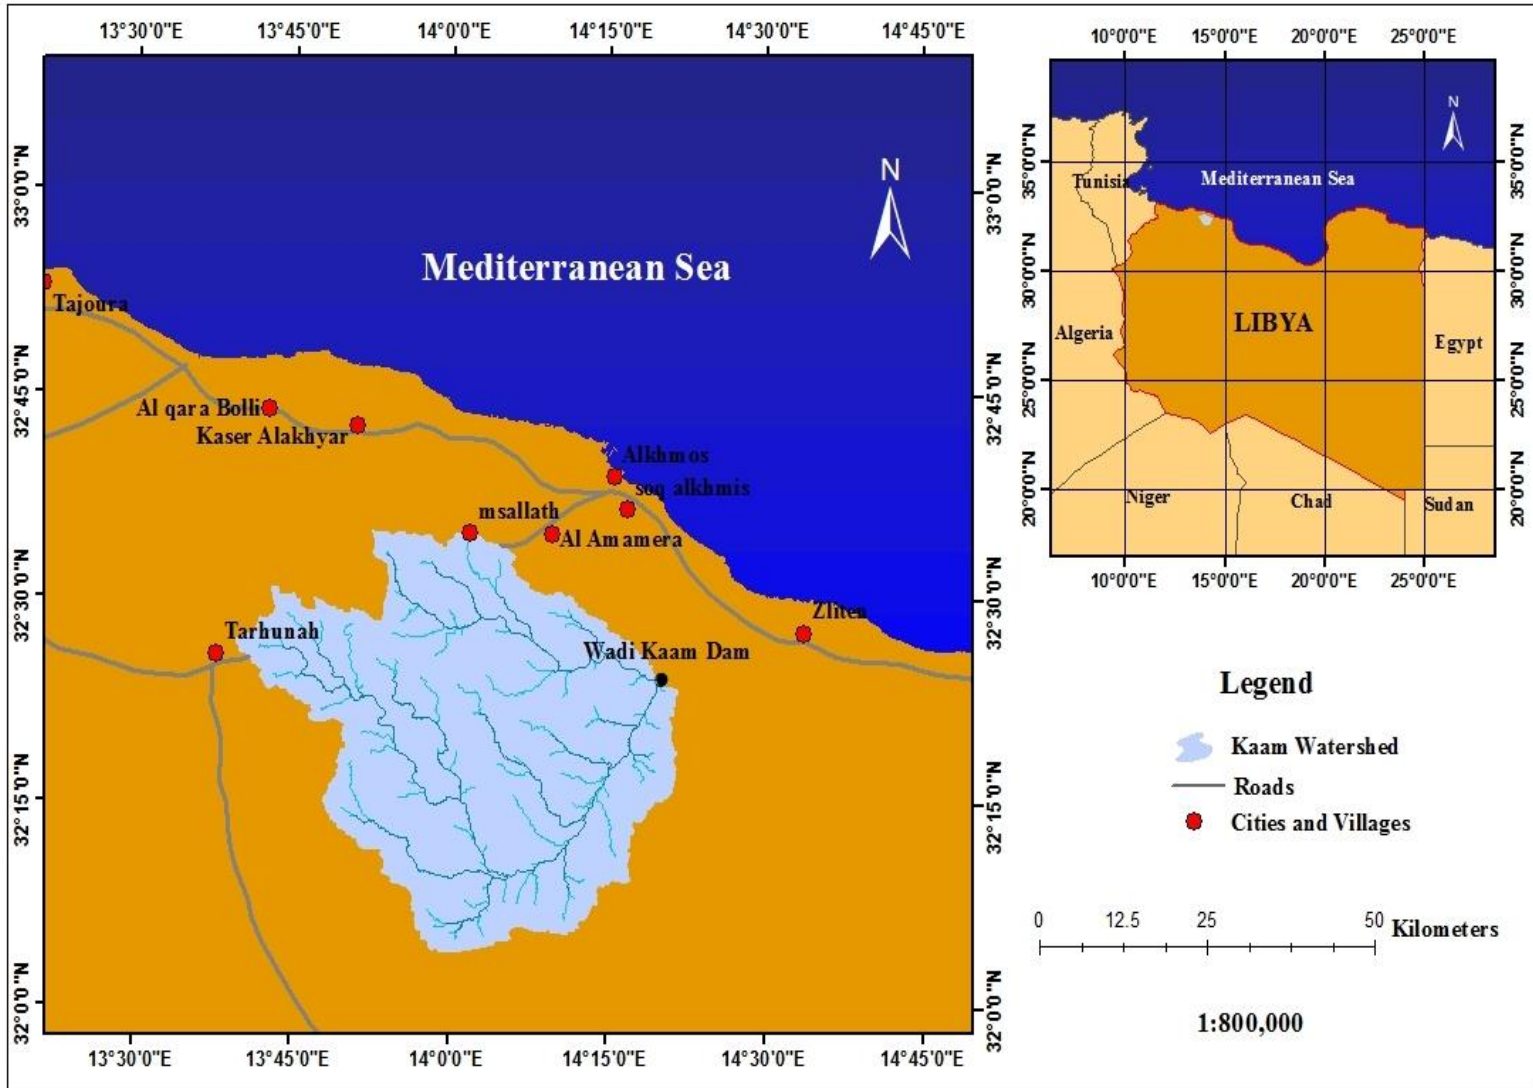 13°30'0"E 13°45'0"E 14°0'0"E 14°15'0"E 14°30'0"E 14°45'0"E
33°0'0"N
32°45'0"N
32°30'0"N
32°15'0"N
32°0'0"N
N
Mediterranean Sea
Tajoura
Al qara Bolli
Kaser Alakhyar
Alkhmos
soq alkhmis
msallath
Al Amamera
Zliten
Tarhunah
Wadi Kaam Dam
33°0'0"N
32°45'0"N
32°30'0"N
32°15'0"N
32°0'0"N
13°30'0"E 13°45'0"E 14°0'0"E 14°15'0"E 14°30'0"E 14°45'0"E
10°0'0"E 15°0'0"E 20°0'0"E 25°0'0"E
35°0'0"N
30°0'0"N
25°0'0"N
20°0'0"N
N
Tunisia
Mediterranean Sea
LIBYA
Algeria
Egypt
Niger
Chad
Sudan
35°0'0"N
30°0'0"N
25°0'0"N
20°0'0"N
10°0'0"E 15°0'0"E 20°0'0"E 25°0'0"E
Legend
Kaam Watershed
Roads
Cities and Villages
0 12.5 25 50 Kilometers
1:800,000